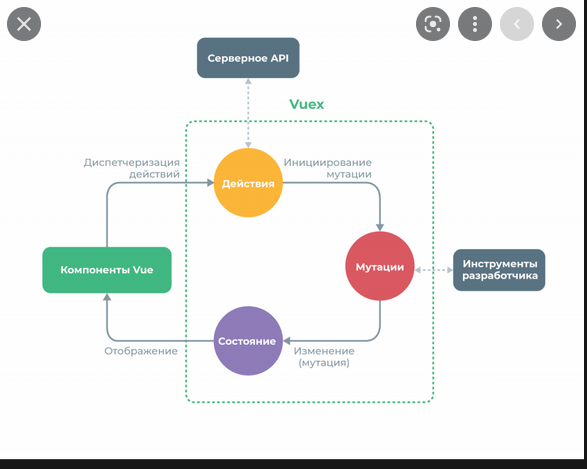 Серверное API
Vuex
Диспетчеризация
действий
Действия
Инициирование
мутации
Компоненты Vue
Мутации
Инструменты
разработчика
Состояние
Отображение
Изменение
(мутация)